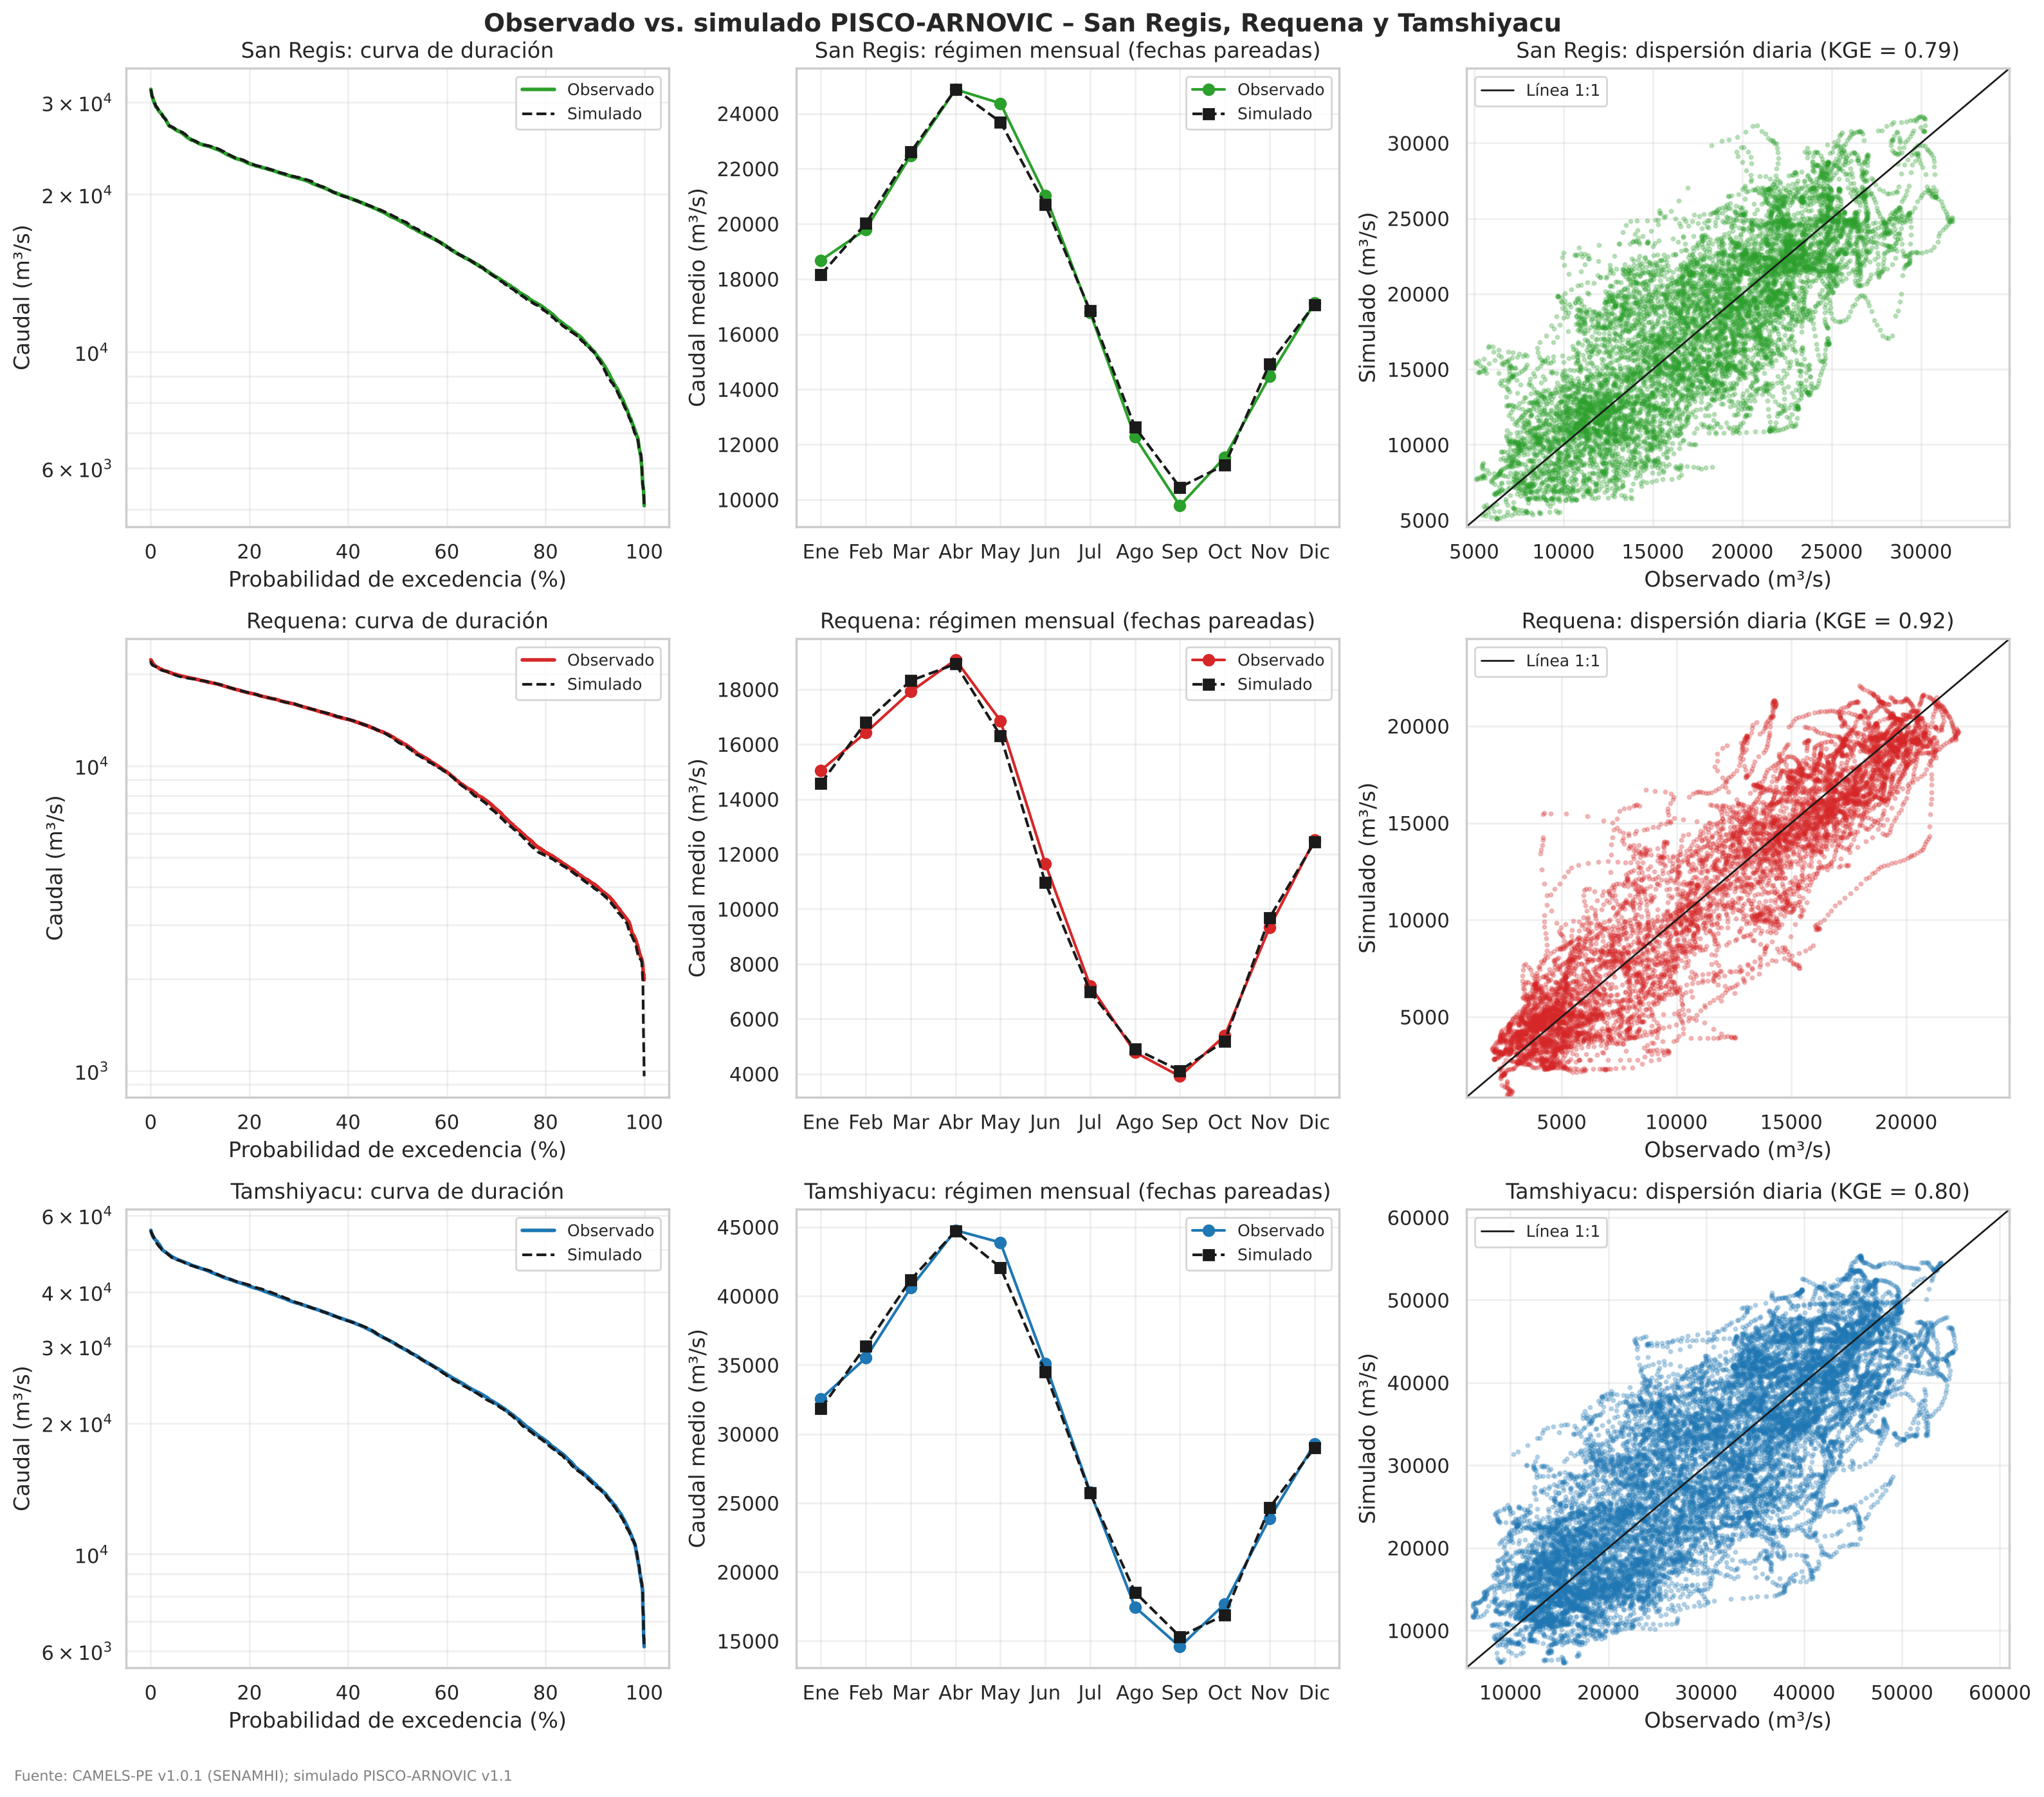 Observado vs. simulado PISCO-ARNOVIC – San Regis, Requena y Tamshiyacu
San Regis: curva de duración
Observado
Simulado
3 × 10⁴
2 × 10⁴
10⁴
6 × 10³
Caudal (m³/s)
0 20 40 60 80 100
Probabilidad de excedencia (%)
San Regis: régimen mensual (fechas pareadas)
Observado
Simulado
24000
22000
20000
18000
16000
14000
12000
10000
Caudal medio (m³/s)
Ene Feb Mar Abr May Jun Jul Ago Sep Oct Nov Dic
San Regis: dispersión diaria (KGE = 0.79)
Línea 1:1
30000
25000
20000
15000
10000
5000
Simulado (m³/s)
5000 10000 15000 20000 25000 30000
Observado (m³/s)
Requena: curva de duración
Observado
Simulado
10⁴
10³
Caudal (m³/s)
0 20 40 60 80 100
Probabilidad de excedencia (%)
Requena: régimen mensual (fechas pareadas)
Observado
Simulado
18000
16000
14000
12000
10000
8000
6000
4000
Caudal medio (m³/s)
Ene Feb Mar Abr May Jun Jul Ago Sep Oct Nov Dic
Requena: dispersión diaria (KGE = 0.92)
Línea 1:1
20000
15000
10000
5000
Simulado (m³/s)
5000 10000 15000 20000
Observado (m³/s)
Tamshiyacu: curva de duración
Observado
Simulado
6 × 10⁴
4 × 10⁴
3 × 10⁴
2 × 10⁴
10⁴
6 × 10³
Caudal (m³/s)
0 20 40 60 80 100
Probabilidad de excedencia (%)
Tamshiyacu: régimen mensual (fechas pareadas)
Observado
Simulado
45000
40000
35000
30000
25000
20000
15000
Caudal medio (m³/s)
Ene Feb Mar Abr May Jun Jul Ago Sep Oct Nov Dic
Tamshiyacu: dispersión diaria (KGE = 0.80)
Línea 1:1
60000
50000
40000
30000
20000
10000
Simulado (m³/s)
10000 20000 30000 40000 50000 60000
Observado (m³/s)
Fuente: CAMELS-PE v1.0.1 (SENAMHI); simulado PISCO-ARNOVIC v1.1